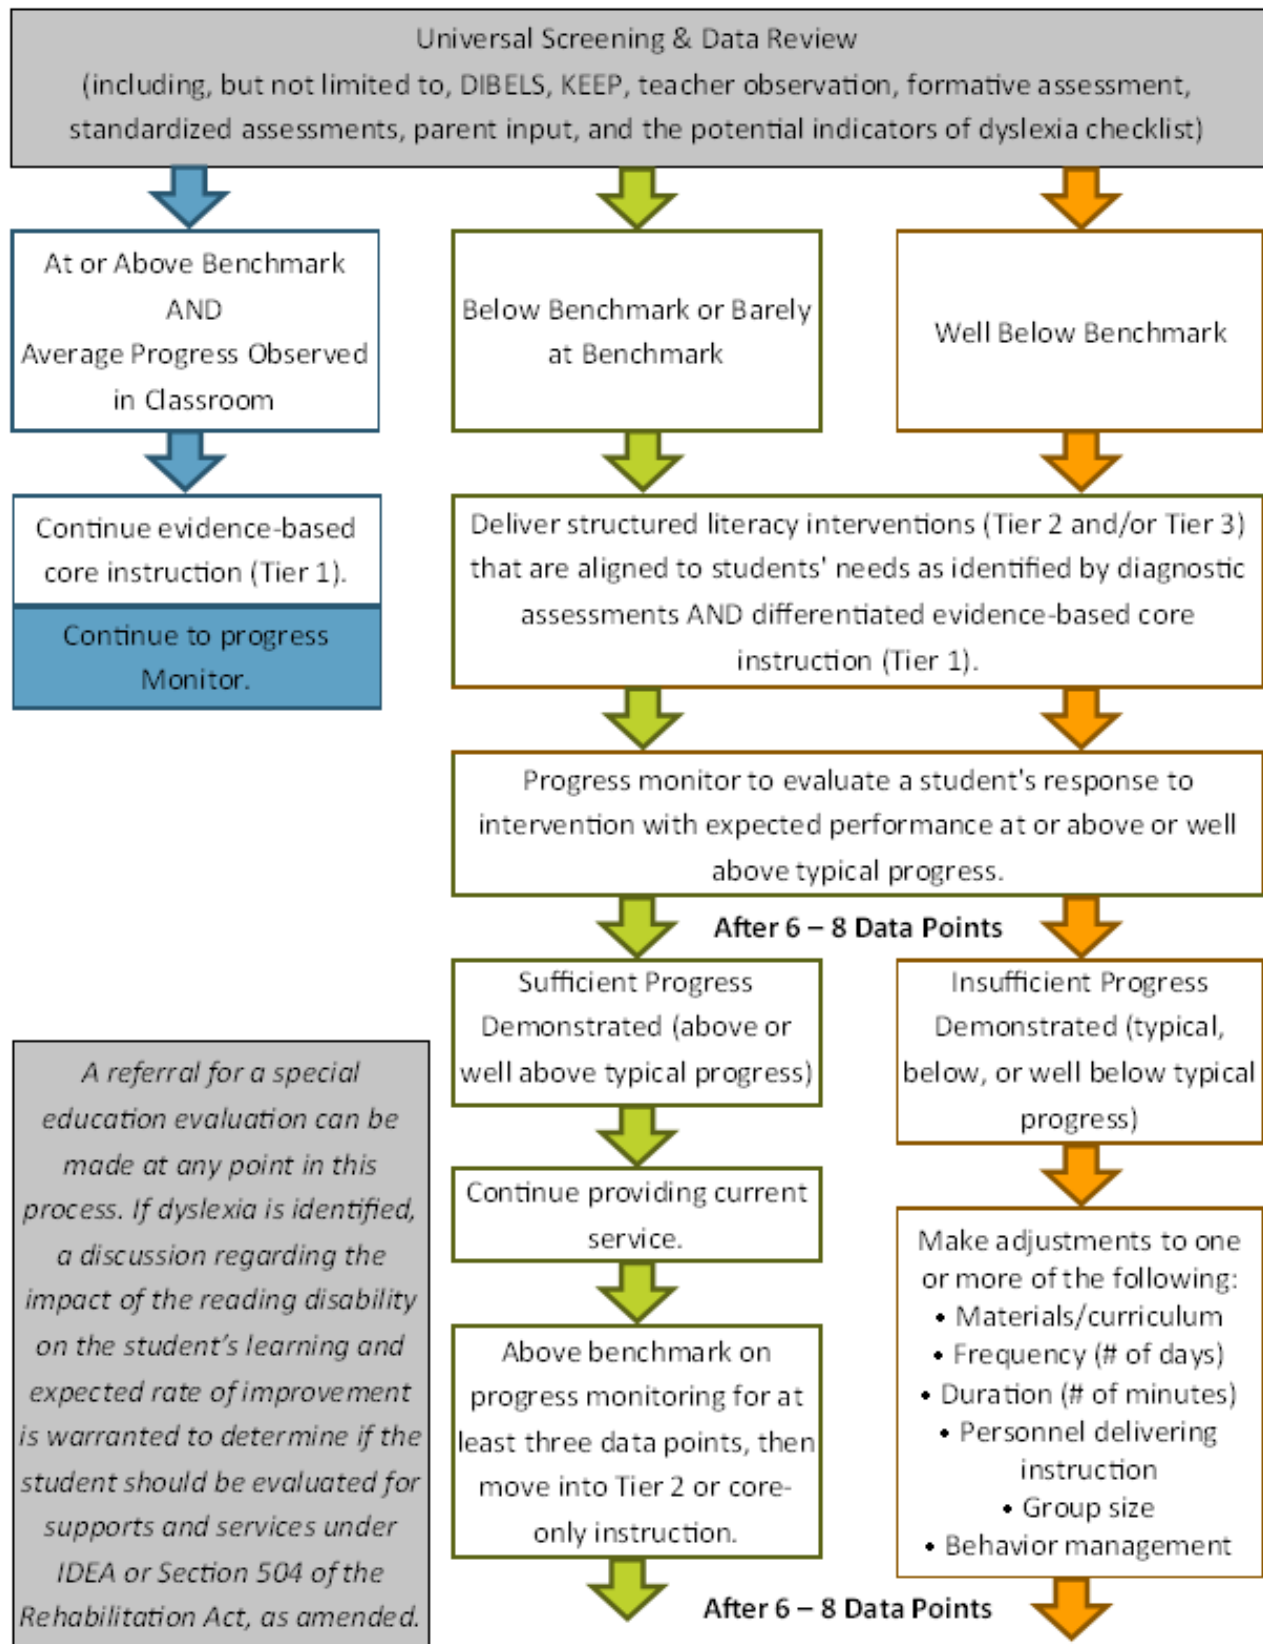 Universal Screening & Data Review
(including, but not limited to, DIBELS, KEEP, teacher observation, formative assessment,
standardized assessments, parent input, and the potential indicators of dyslexia checklist)
At or Above Benchmark
AND
Average Progress Observed
in Classroom
Below Benchmark or Barely
at Benchmark
Well Below Benchmark
Continue evidence-based
core instruction (Tier 1).
Continue to progress
Monitor.
Deliver structured literacy interventions (Tier 2 and/or Tier 3)
that are aligned to students' needs as identified by diagnostic
assessments AND differentiated evidence-based core
instruction (Tier 1).
Progress monitor to evaluate a student's response to
intervention with expected performance at or above or well
above typical progress.
After 6 – 8 Data Points
Sufficient Progress
Demonstrated (above or
well above typical progress)
Insufficient Progress
Demonstrated (typical,
below, or well below typical
progress)
Continue providing current
service.
Make adjustments to one
or more of the following:
• Materials/curriculum
• Frequency (# of days)
• Duration (# of minutes)
• Personnel delivering
instruction
• Group size
• Behavior management
Above benchmark on
progress monitoring for at
least three data points, then
move into Tier 2 or core-
only instruction.
After 6 – 8 Data Points
A referral for a special
education evaluation can be
made at any point in this
process. If dyslexia is identified,
a discussion regarding the
impact of the reading disability
on the student's learning and
expected rate of improvement
is warranted to determine if the
student should be evaluated for
supports and services under
IDEA or Section 504 of the
Rehabilitation Act, as amended.